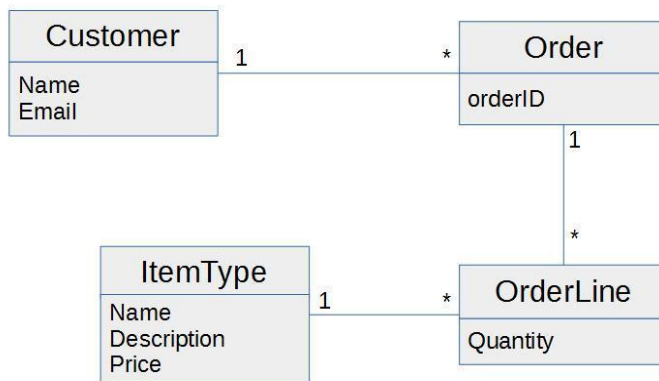 Customer
Name
Email
1
*
Order
orderID
1
*
ItemType
Name
Description
Price
1
*
OrderLine
Quantity